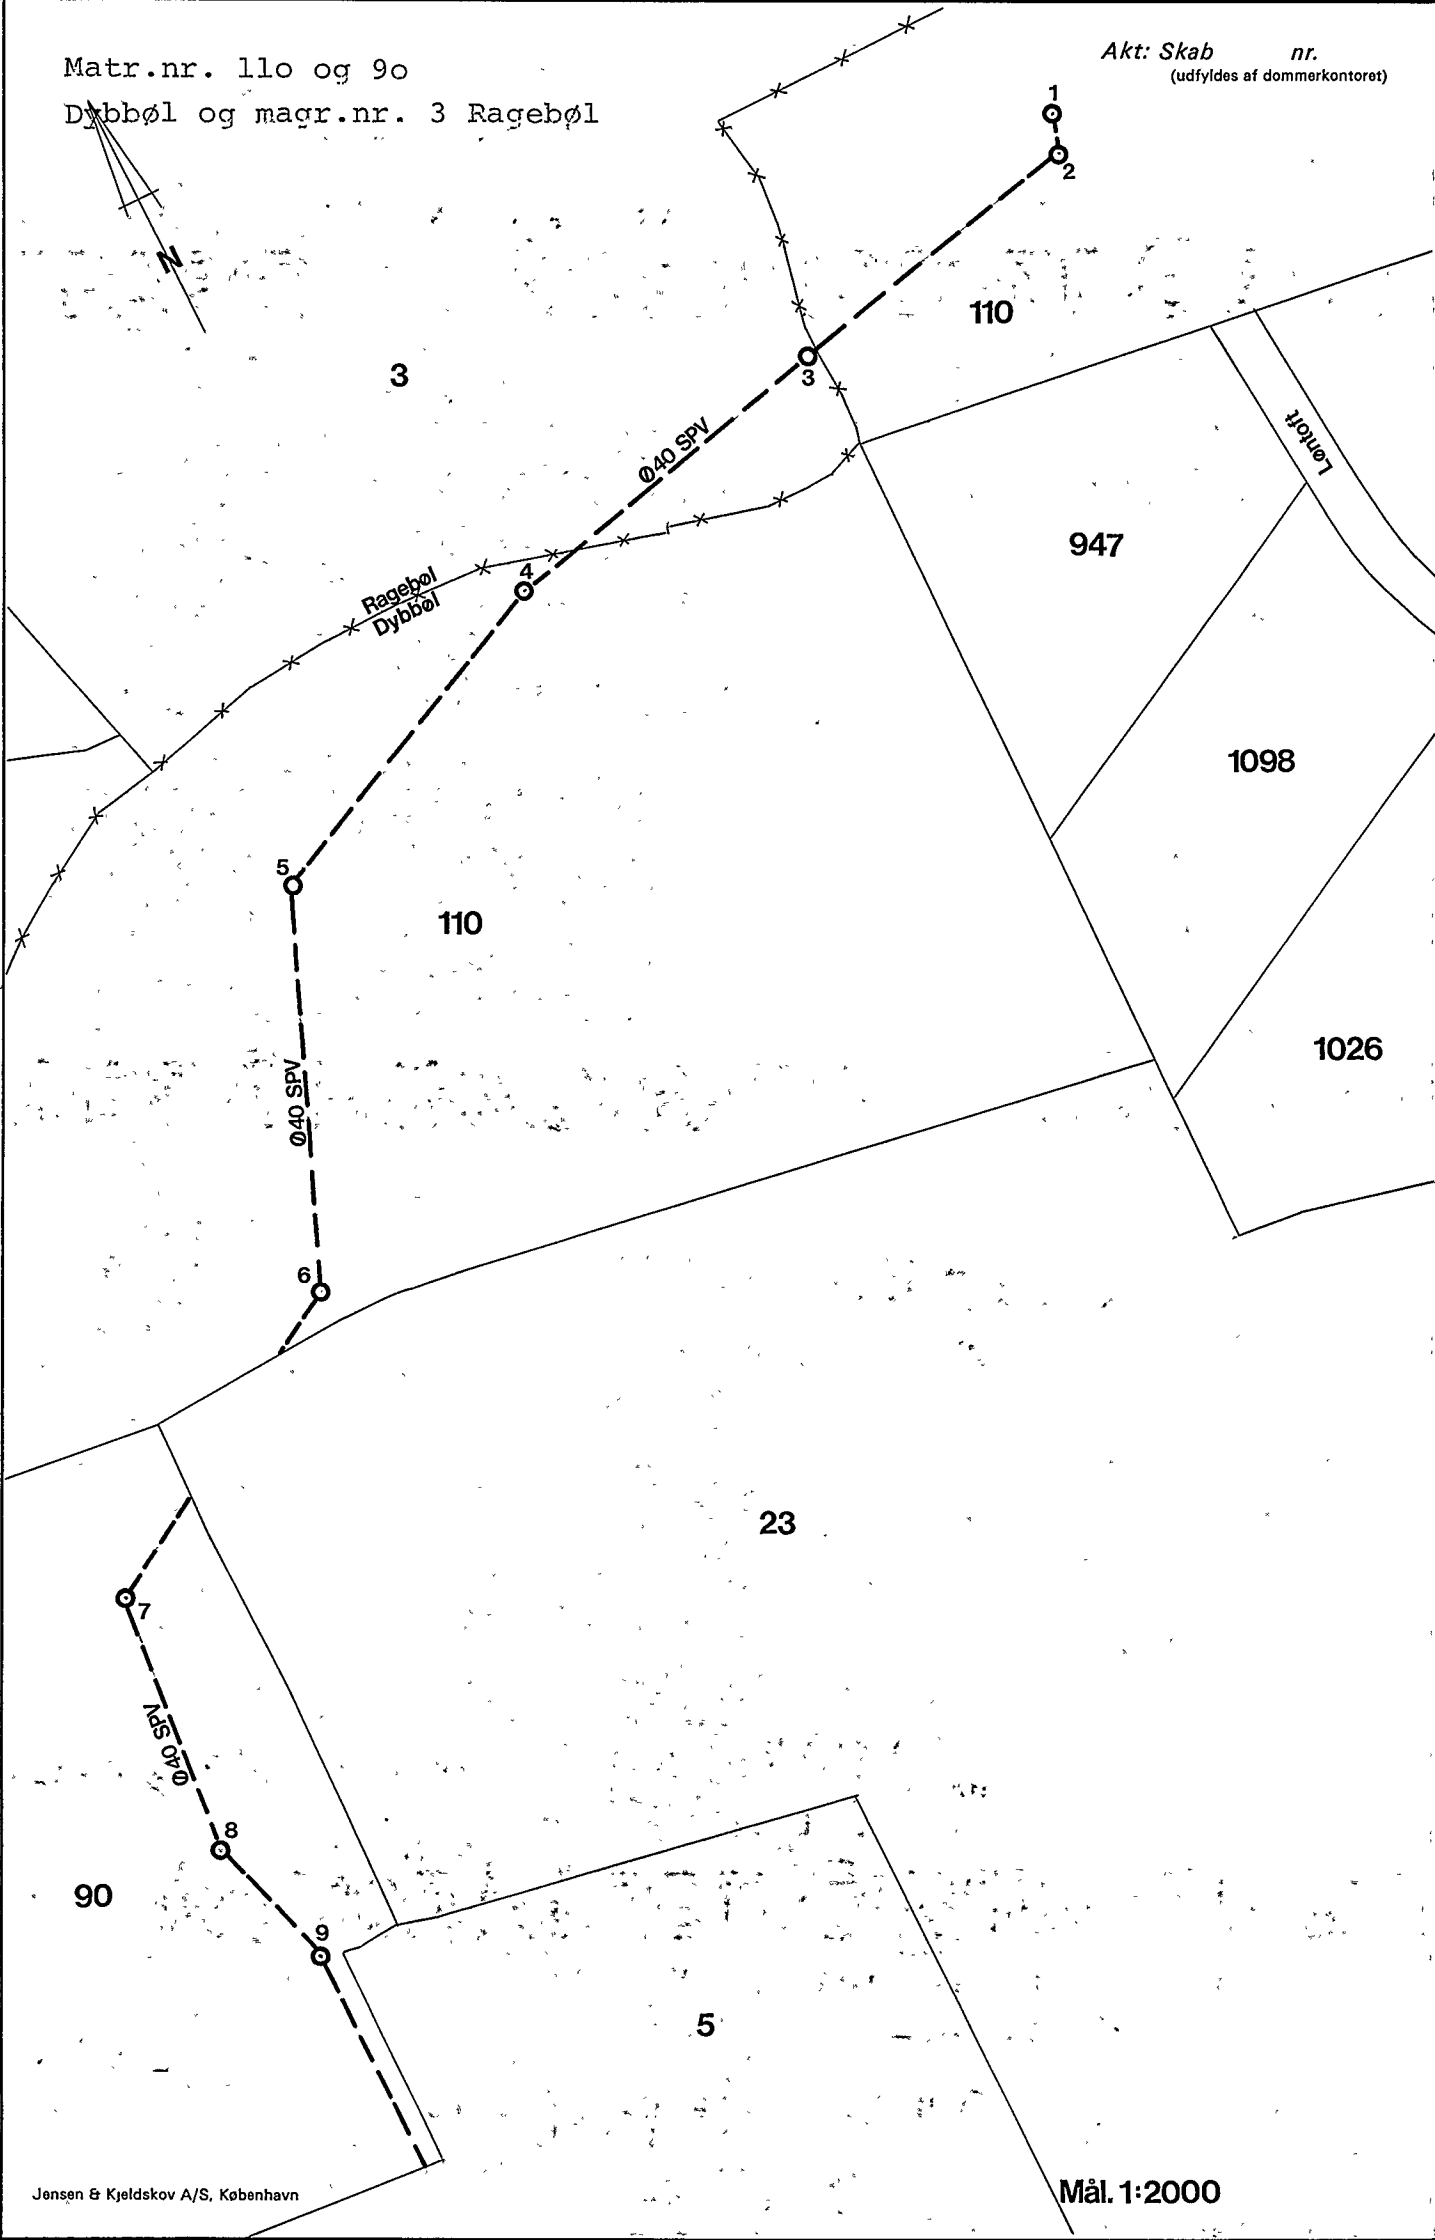 Matr.nr. 11o og 9o
Dybbøl og magr.nr. 3 Ragebøl
Akt: Skab nr.
(udfyldes af dommerkontoret)
N
1
2
110
3
3
Løntoft
Ø40 SPV
947
4
Ragebøl
Dybbøl
1098
5
110
1026
Ø40 SPV
6
23
7
Ø40 SPV
8
90
9
5
Jensen & Kjeldskov A/S, København
Mål. 1:2000